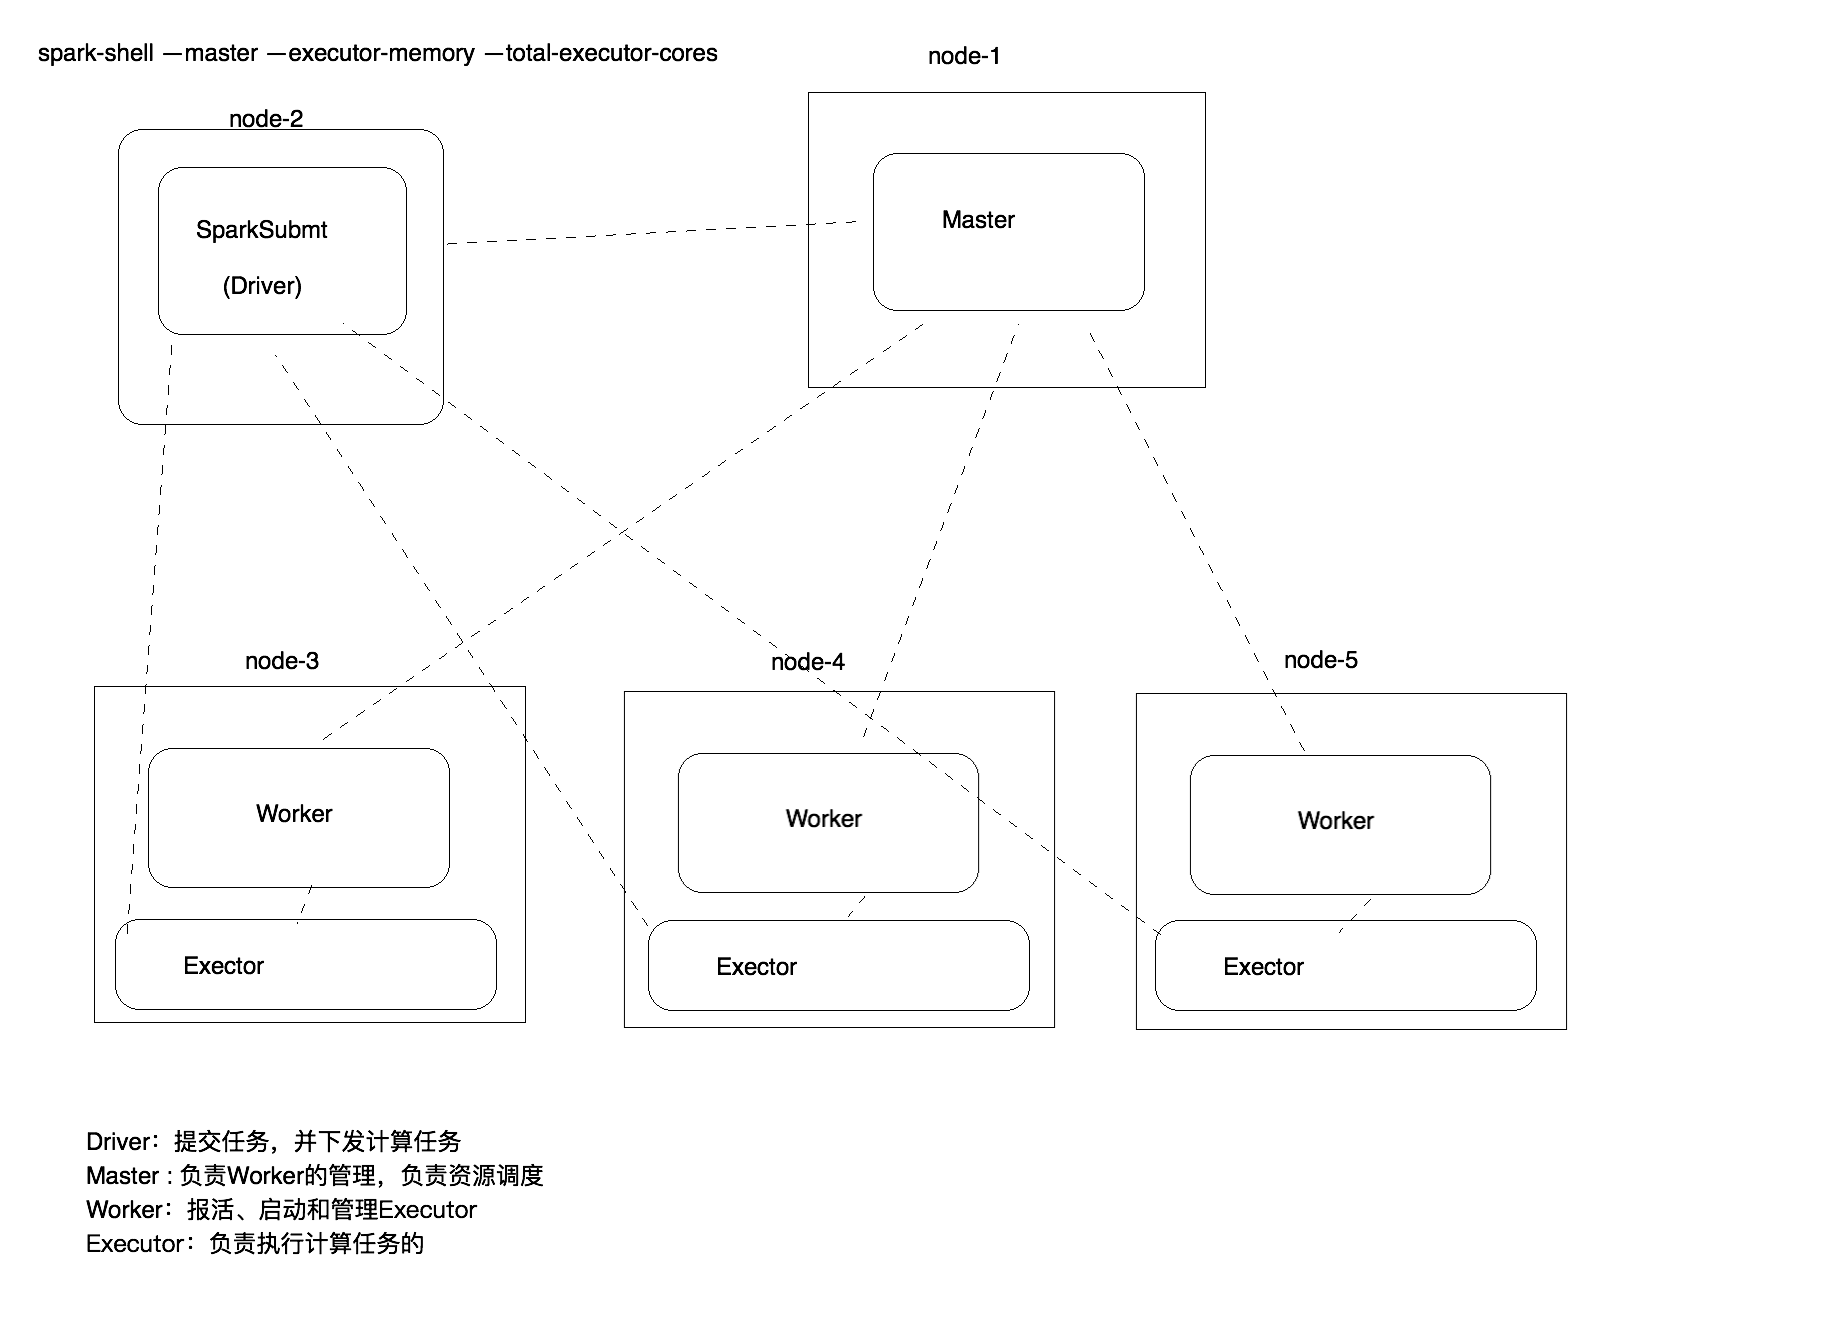 spark-shell —master —executor-memory —total-executor-cores
node-1
node-2
SparkSubmt
(Driver)
Master
node-3
node-4
node-5
Worker
Worker
Worker
Exector
Exector
Exector
Driver：提交任务，并下发计算任务
Master : 负责Worker的管理，负责资源调度
Worker：报活、启动和管理Executor
Executor：负责执行计算任务的